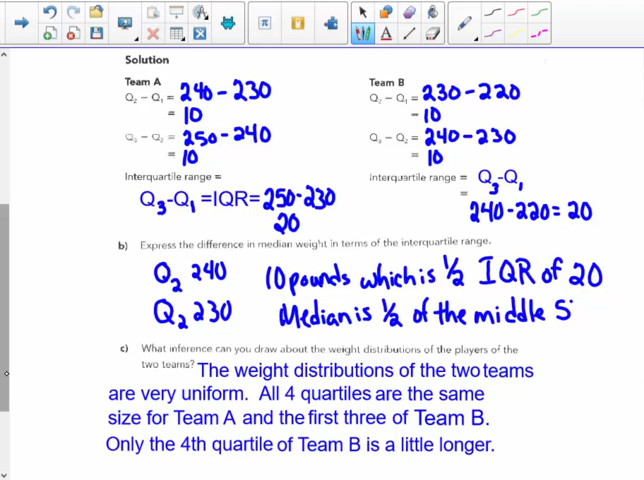 Solution
Team A
Team B
Q₂ − Q₁ = 240 - 230
Q₂ − Q₁ = 230 - 220
= 10
= 10
Q₃ − Q₂ = 250 - 240
Q₃ − Q₂ = 240 - 230
= 10
= 10
Interquartile range =
Interquartile range = Q₃-Q₁
Q₃-Q₁ =IQR= 250-230
=
20
240-220= 20
b) Express the difference in median weight in terms of the interquartile range.
Q₂ 240 10 pounds which is 1/2 IQR of 20
Q₂ 230 Median is 1/2 of the middle 5
c) What inference can you draw about the weight distributions of the players of the
two teams? The weight distributions of the two teams
are very uniform. All 4 quartiles are the same
size for Team A and the first three of Team B.
Only the 4th quartile of Team B is a little longer.